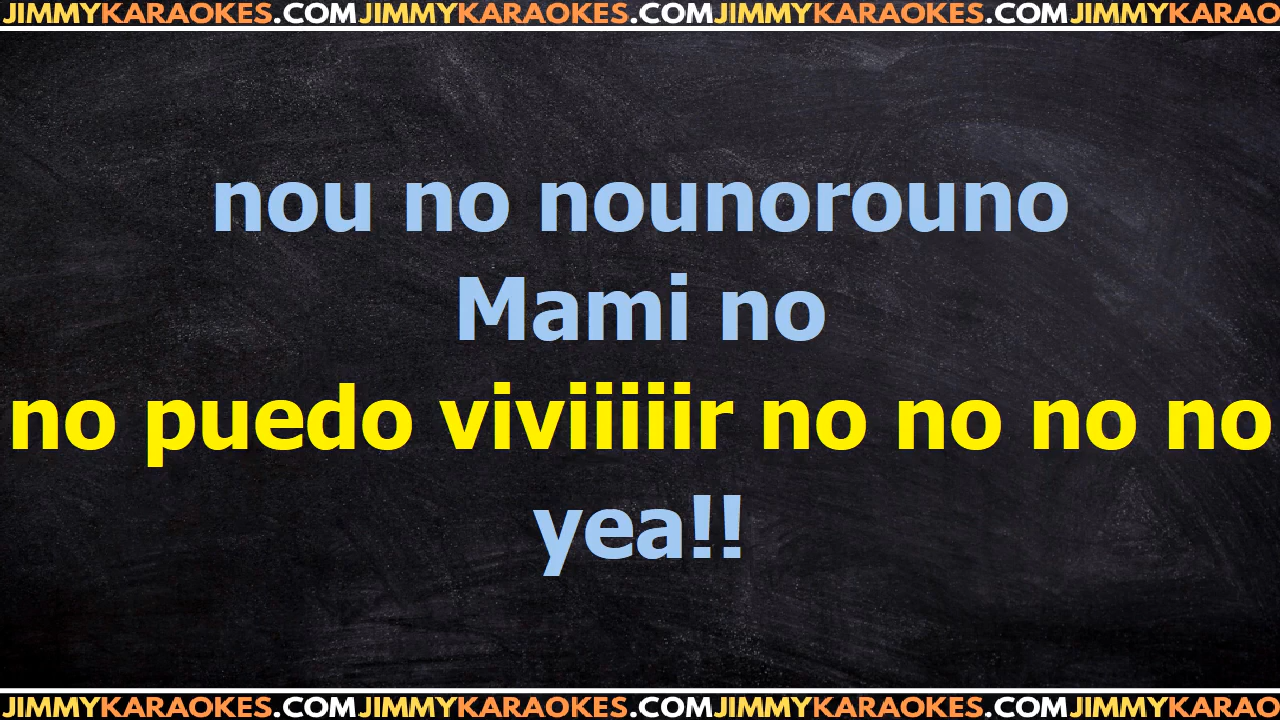 JIMMYKARAOKES.COMJIMMYKARAOKES.COMJIMMYKARAOKES.COMJIMMYKARAO
nou no nounorouno
Mami no
no puedo viviiiiir no no no no
yea!!
JIMMYKARAOKES.COMJIMMYKARAOKES.COMJIMMYKARAOKES.COMJIMMYKARAO